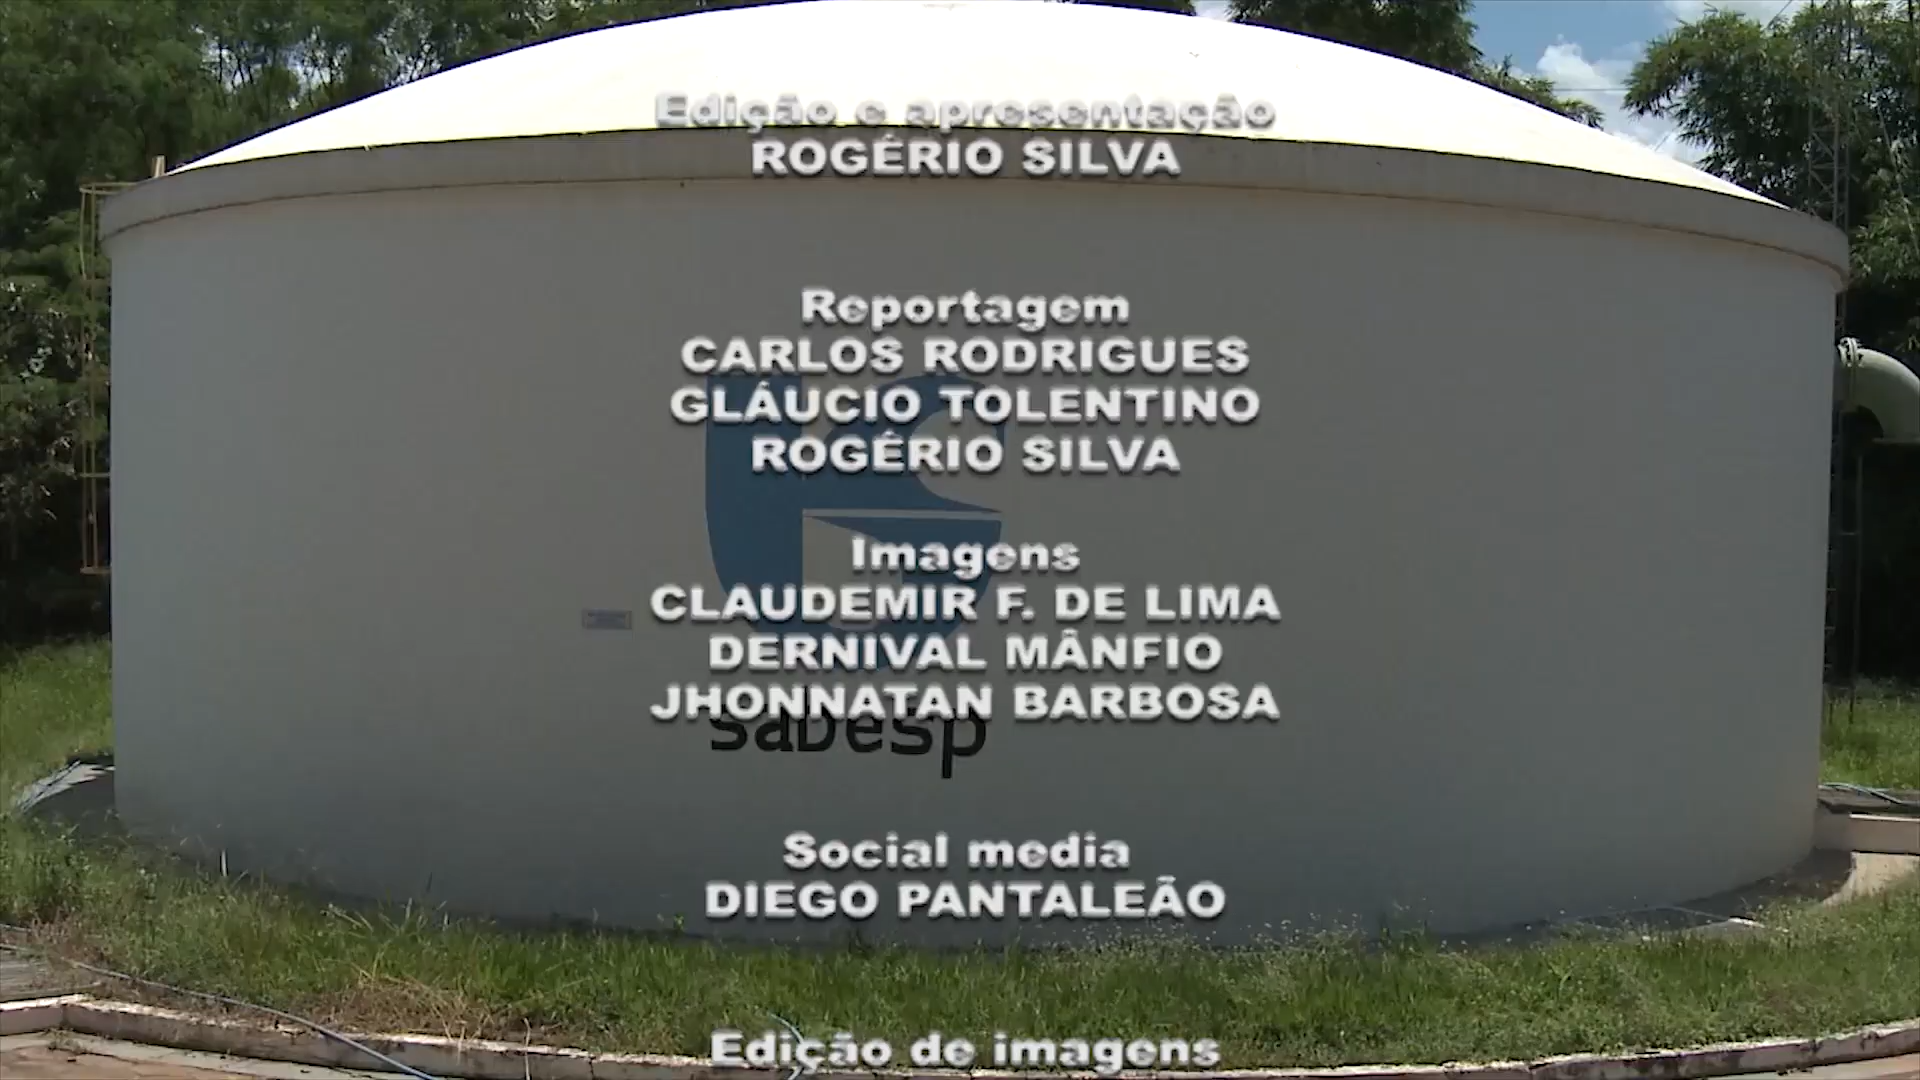 Edição e apresentação
ROGÉRIO SILVA
Reportagem
CARLOS RODRIGUES
GLÁUCIO TOLENTINO
ROGÉRIO SILVA
Imagens
CLAUDEMIR F. DE LIMA
DERNIVAL MÂNFIO
JHONNATAN BARBOSA
sabesp
Social media
DIEGO PANTALEÃO
Edição de imagens